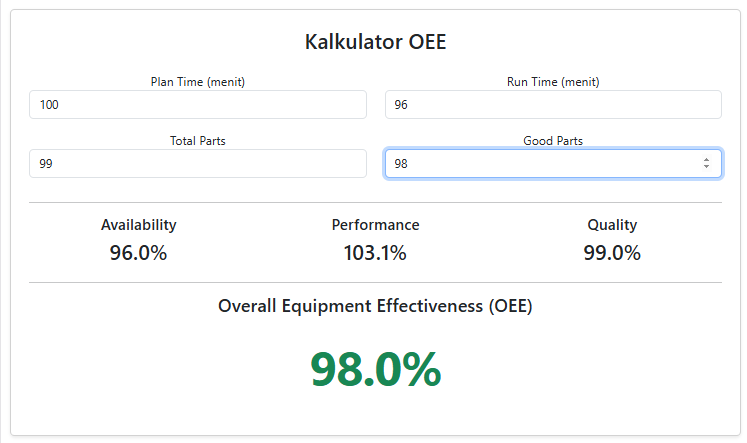 Kalkulator OEE
Plan Time (menit) Run Time (menit)
100 96
Total Parts Good Parts
99 98
Availability Performance Quality
96.0% 103.1% 99.0%
Overall Equipment Effectiveness (OEE)
98.0%